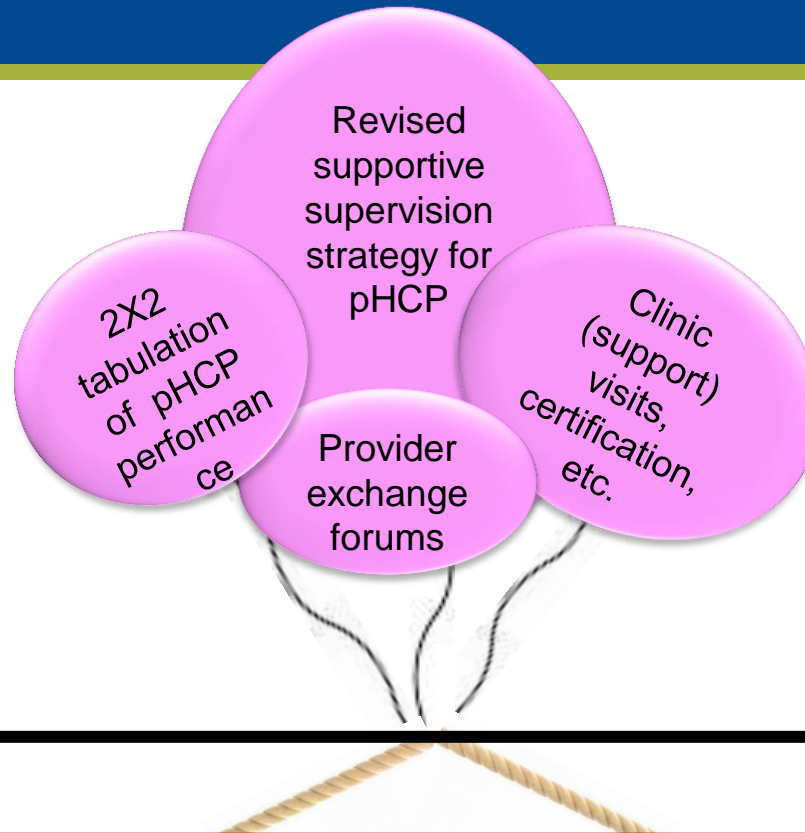 Revised
supportive
supervision
strategy for
pHCP
2X2
tabulation
of pHCP
performan
ce
Clinic
(support)
visits,
certification,
etc.
Provider
exchange
forums